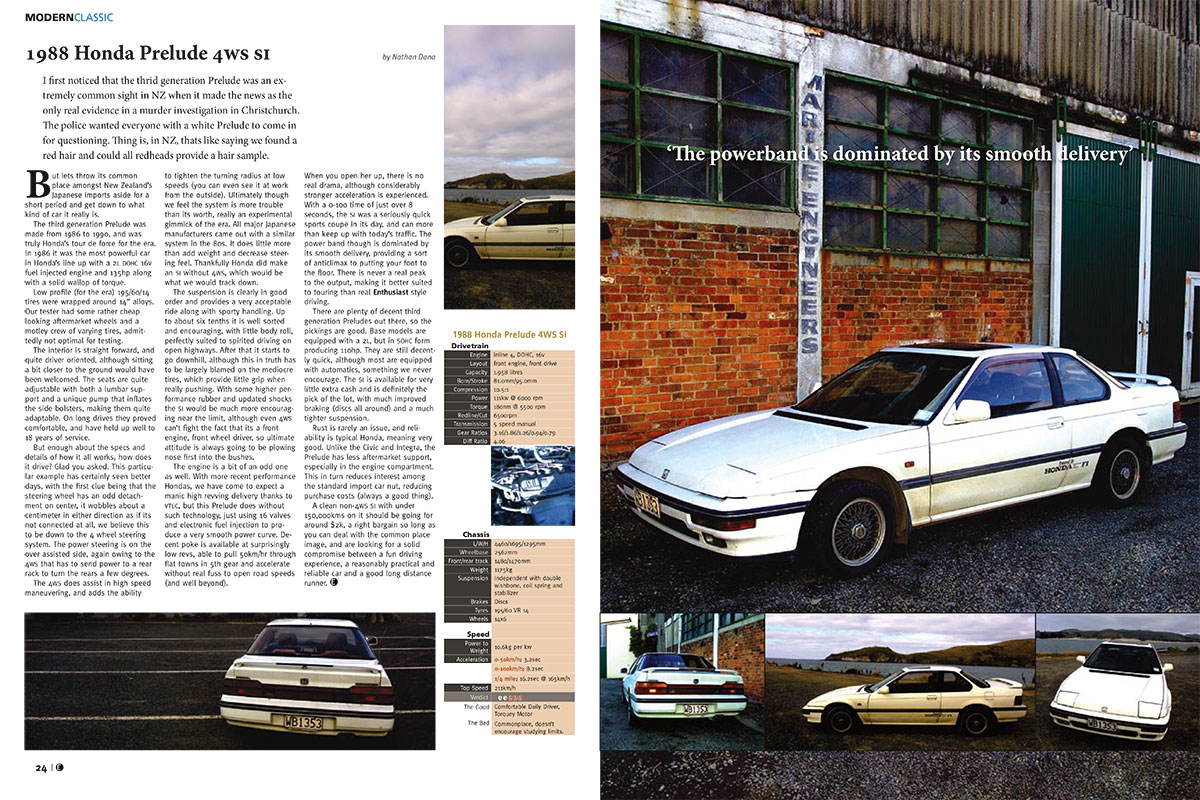 MODERNCLASSIC
1988 Honda Prelude 4WS SI
by Nathan Dana
I first noticed that the thrid generation Prelude was an ex-
tremely common sight in NZ when it made the news as the
only real evidence in a murder investigation in Christchurch.
The police wanted everyone with a white Prelude to come in
for questioning. Thing is, in NZ, thats like saying we found a
red hair and could all redheads provide a hair sample.
But lets throw its common
place amongst New Zealand's
Japanese imports aside for a
short period and get down to what
kind of car it really is.
The third generation Prelude was
made from 1986 to 1990, and was
truly Honda's tour de force for the era.
In 1986 it was the most powerful car
in Honda's line up with a 2L DOHC 16v
fuel injected engine and 135hp along
with a solid wallop of torque.
Low profile (for the era) 195/60/14
tires were wrapped around 14" alloys.
Our tester had some rather cheap
looking aftermarket wheels and a
motley crew of varying tires, admit-
tedly not optimal for testing.
The interior is straight forward, and
quite driver oriented, although sitting
a bit closer to the ground would have
been welcomed. The seats are quite
adjustable with both a lumbar sup-
port and a unique pump that inflates
the side bolsters, making them quite
adaptable. On long drives they proved
comfortable, and have held up well to
18 years of service.
But enough about the specs and
details of how it all works, how does
it drive? Glad you asked. This particu-
lar example has certainly seen better
days, with the first clue being that the
steering wheel has an odd detach-
ment on center, it wobbles about a
centimeter in either direction as if its
not connected at all, we believe this
to be down to the 4 wheel steering
system. The power steering is on the
over assisted side, again owing to the
4WS that has to send power to a rear
rack to turn the rears a few degrees.
The 4WS does assist in high speed
maneuvering, and adds the ability
to tighten the turning radius at low
speeds (you can even see it at work
from the outside). Ultimately though
we feel the system is more trouble
than its worth, really an experimental
gimmick of the era. All major Japanese
manufacturers came out with a similar
system in the 80s. It does little more
than add weight and decrease steer-
ing feel. Thankfully Honda did make
an SI without 4WS, which would be
what we would track down.
The suspension is clearly in good
order and provides a very acceptable
ride along with sporty handling. Up
to about six tenths it is well sorted
and encouraging, with little body roll,
perfectly suited to spirited driving on
open highways. After that it starts to
go downhill, although this in truth has
to be largely blamed on the mediocre
tires, which provide little grip when
really pushing. With some higher per-
formance rubber and updated shocks
the SI would be much more encourag-
ing near the limit, although even 4WS
can't fight the fact that its a front
engine, front wheel driver, so ultimate
attitude is always going to be plowing
nose first into the bushes.
The engine is a bit of an odd one
as well. With more recent performance
Hondas, we have come to expect a
manic high revving delivery thanks to
VTEC, but this Prelude does without
such technology, just using 16 valves
and electronic fuel injection to pro-
duce a very smooth power curve. De-
cent poke is available at surprisingly
low revs, able to pull 50km/hr through
flat towns in 5th gear and accelerate
without real fuss to open road speeds
(and well beyond).
When you open her up, there is no
real drama, although considerably
stronger acceleration is experienced.
With a 0-100 time of just over 8
seconds, the SI was a seriously quick
sports coupe in its day, and can more
than keep up with today's traffic. The
power band though is dominated by
its smooth delivery, providing a sort
of anticlimax to putting your foot to
the floor. There is never a real peak
to the output, making it better suited
to touring than real Enthusiast style
driving.
There are plenty of decent third
generation Preludes out there, so the
pickings are good. Base models are
equipped with a 2L, but in SOHC form
producing 110hp. They are still decent-
ly quick, although most are equipped
with automatics, something we never
encourage. The SI is available for very
little extra cash and is definitely the
pick of the lot, with much improved
braking (discs all around) and a much
tighter suspension.
Rust is rarely an issue, and reli-
ability is typical Honda, meaning very
good. Unlike the Civic and Integra, the
Prelude has less aftermarket support,
especially in the engine compartment.
This in turn reduces interest among
the standard import car nut, reducing
purchase costs (always a good thing).
A clean non-4WS SI with under
150,000kms on it should be going for
around $2k, a right bargain so long as
you can deal with the common place
image, and are looking for a solid
compromise between a fun driving
experience, a reasonably practical and
reliable car and a good long distance
runner.
1988 Honda Prelude 4WS SI
Drivetrain
Engine inline 4, DOHC, 16v
Layout front engine, front drive
Capacity 1,958 litres
Bore/Stroke 81.0mm/95.0mm
Compression 10.5:1
Power 111kW @ 6000 rpm
Torque 180nm @ 5500 rpm
Redline/Cut 6500rpm
Transmission 5 speed manual
Gear Ratios 3.16/1.86/1.26/0.94/0.79
Diff Ratio 4.06
Chassis
L/W/H 4460/1695/1295mm
Wheelbase 2562mm
Front/rear track 1480/1470mm
Weight 1175kg
Suspension Independent with double
wishbone, coil spring and
stabilizer
Brakes Discs
Tyres 195/60 VR 14
Wheels 14x6
Speed
Power to
Weight 10.6kg per kw
Acceleration 0-50km/h: 3.2sec
0-100km/h: 8.2sec
1/4 mile: 16.2sec @ 165km/h
Top Speed 211km/h
Verdict
The Good Comfortable Daily Driver,
Torquey Motor
The Bad Commonplace, doesn't
encourage studying limits.
24
'The powerband is dominated by its smooth delivery'
MARINE ENGINEERS
HONDA F1
WB1353
WB1353
WB1353
WB1353